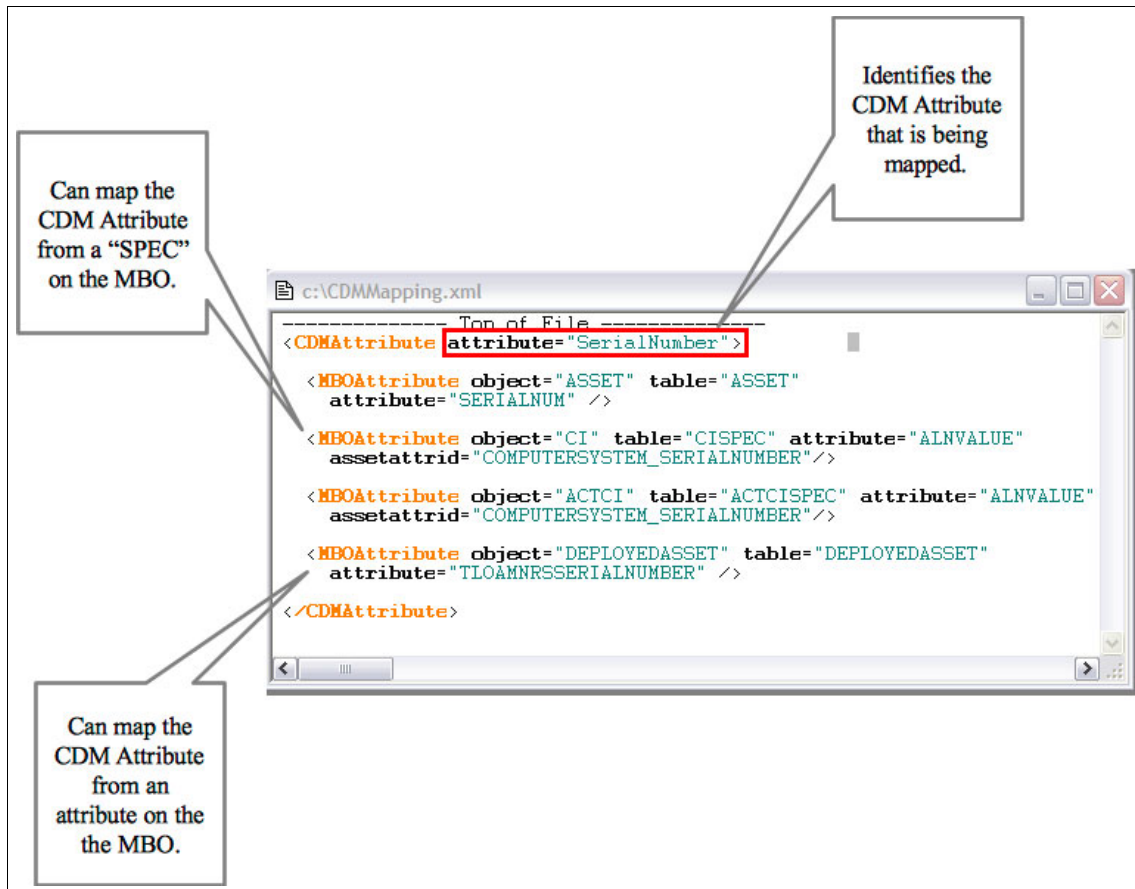 Identifies the
CDM Attribute
that is being
mapped.
Can map the
CDM Attribute
from a “SPEC”
on the MBO.
c:\CDMMapping.xml
-------------- Top of File --------------
<CDMAttribute attribute="SerialNumber">
<MBOAttribute object="ASSET" table="ASSET"
attribute="SERIALNUM" />
<MBOAttribute object="CI" table="CISPEC" attribute="ALNVALUE"
assetattrid="COMPUTERSYSTEM_SERIALNUMBER"/>
<MBOAttribute object="ACTCI" table="ACTCISPEC" attribute="ALNVALUE"
assetattrid="COMPUTERSYSTEM_SERIALNUMBER"/>
<MBOAttribute object="DEPLOYEDASSET" table="DEPLOYEDASSET"
attribute="TLOAMNRSSERIALNUMBER" />
</CDMAttribute>
Can map the
CDM Attribute
from an
attribute on the
the MBO.